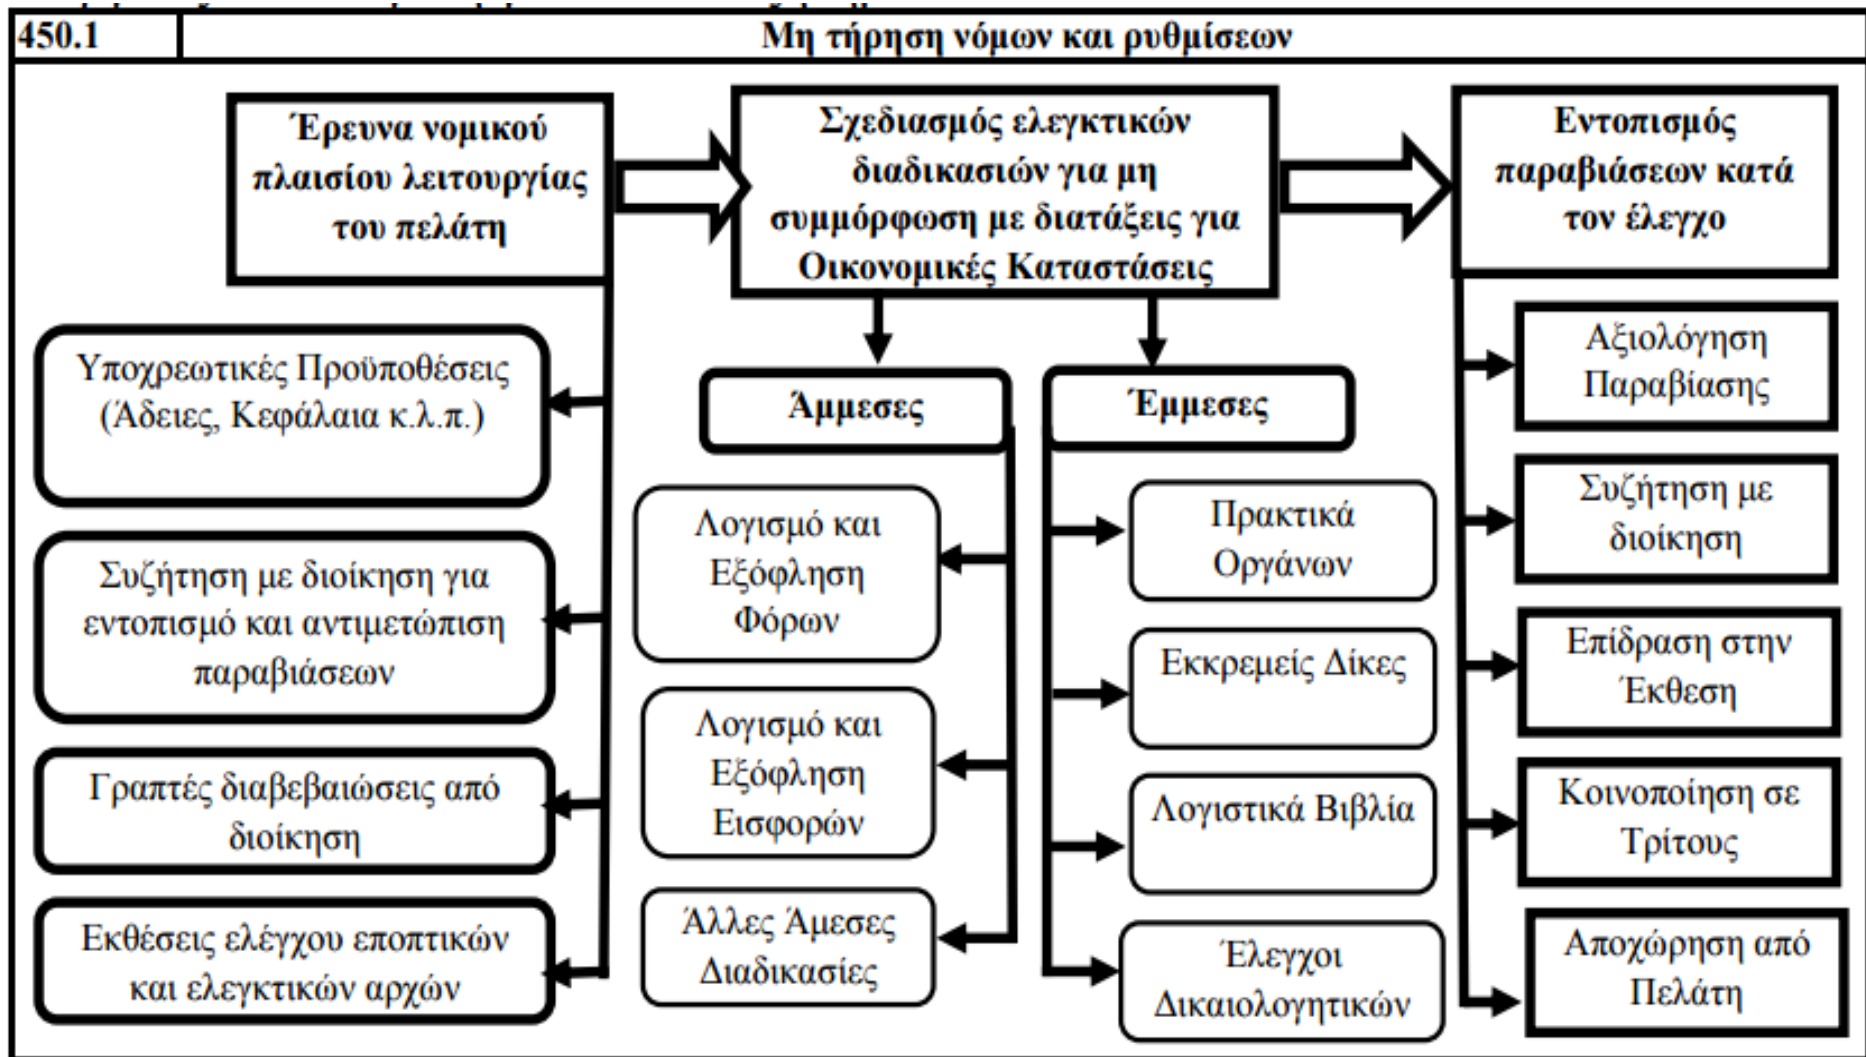 450.1
Μη τήρηση νόμων και ρυθμίσεων
Έρευνα νομικού
πλαισίου λειτουργίας
του πελάτη
Σχεδιασμός ελεγκτικών
διαδικασιών για μη
συμμόρφωση με διατάξεις για
Οικονομικές Καταστάσεις
Εντοπισμός
παραβιάσεων κατά
τον έλεγχο
Υποχρεωτικές Προϋποθέσεις
(Άδειες, Κεφάλαια κ.λ.π.)
Συζήτηση με διοίκηση για
εντοπισμό και αντιμετώπιση
παραβιάσεων
Γραπτές διαβεβαιώσεις από
διοίκηση
Εκθέσεις ελέγχου εποπτικών
και ελεγκτικών αρχών
Άμμεσες
Λογισμό και
Εξόφληση
Φόρων
Λογισμό και
Εξόφληση
Εισφορών
Άλλες Άμεσες
Διαδικασίες
Έμμεσες
Πρακτικά
Οργάνων
Εκκρεμείς Δίκες
Λογιστικά Βιβλία
Έλεγχοι
Δικαιολογητικών
Αξιολόγηση
Παραβίασης
Συζήτηση με
διοίκηση
Επίδραση στην
Έκθεση
Κοινοποίηση σε
Τρίτους
Αποχώρηση από
Πελάτη